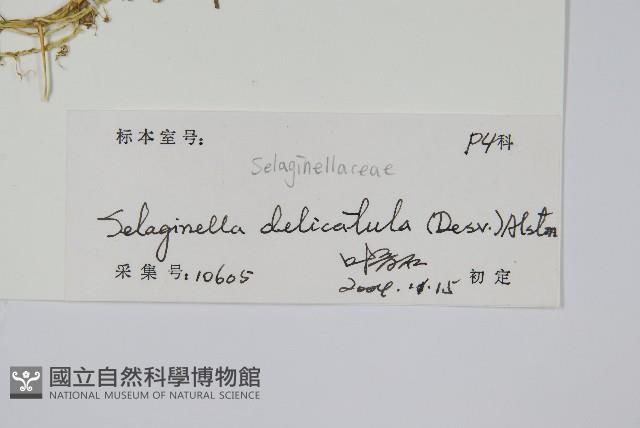 标本室号: P4科
Selaginellaceae
Selaginella delicatula (Desv.) Alston
采集号: 10605 初定
國立自然科學博物館
NATIONAL MUSEUM OF NATURAL SCIENCE